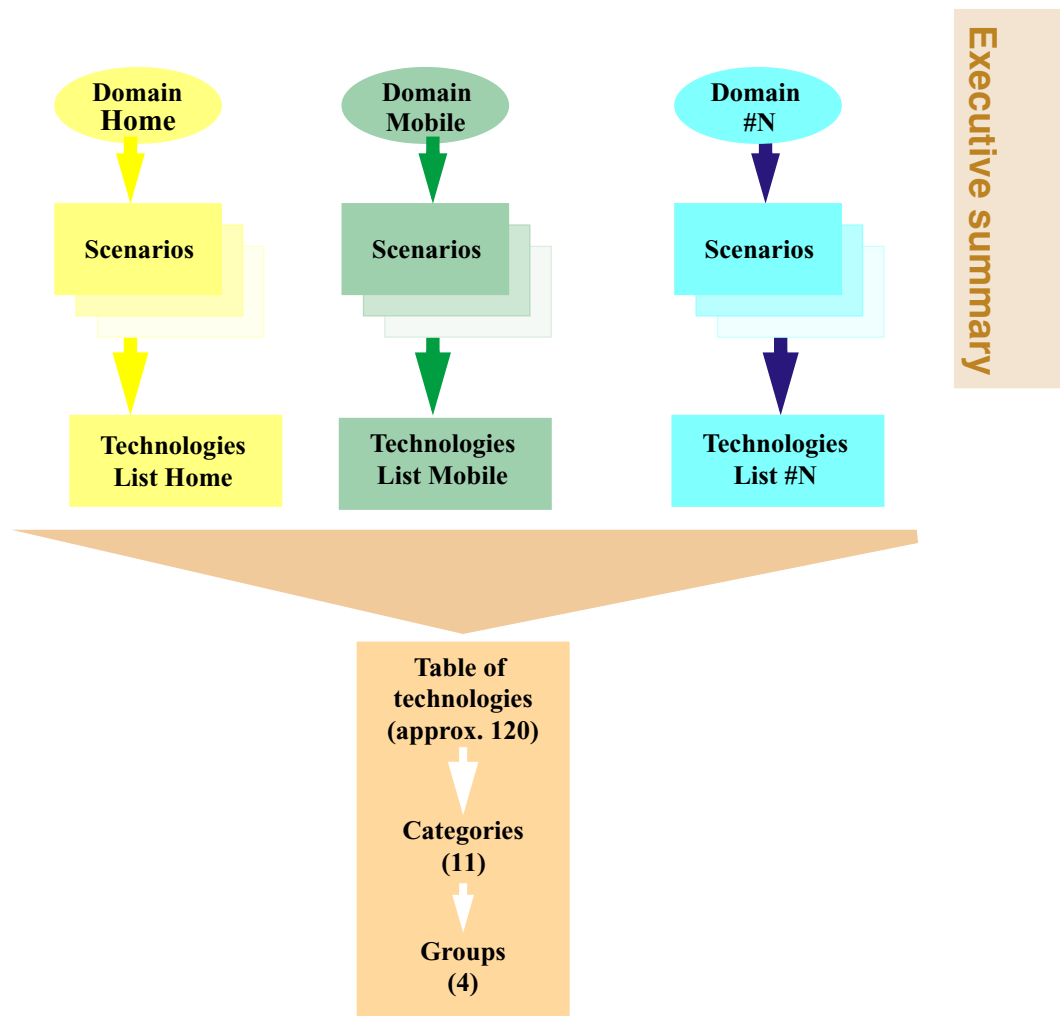 Domain
Home
Domain
Mobile
Domain
#N
Scenarios
Scenarios
Scenarios
Technologies
List Home
Technologies
List Mobile
Technologies
List #N
Table of
technologies
(approx. 120)
Categories
(11)
Groups
(4)
Executive summary